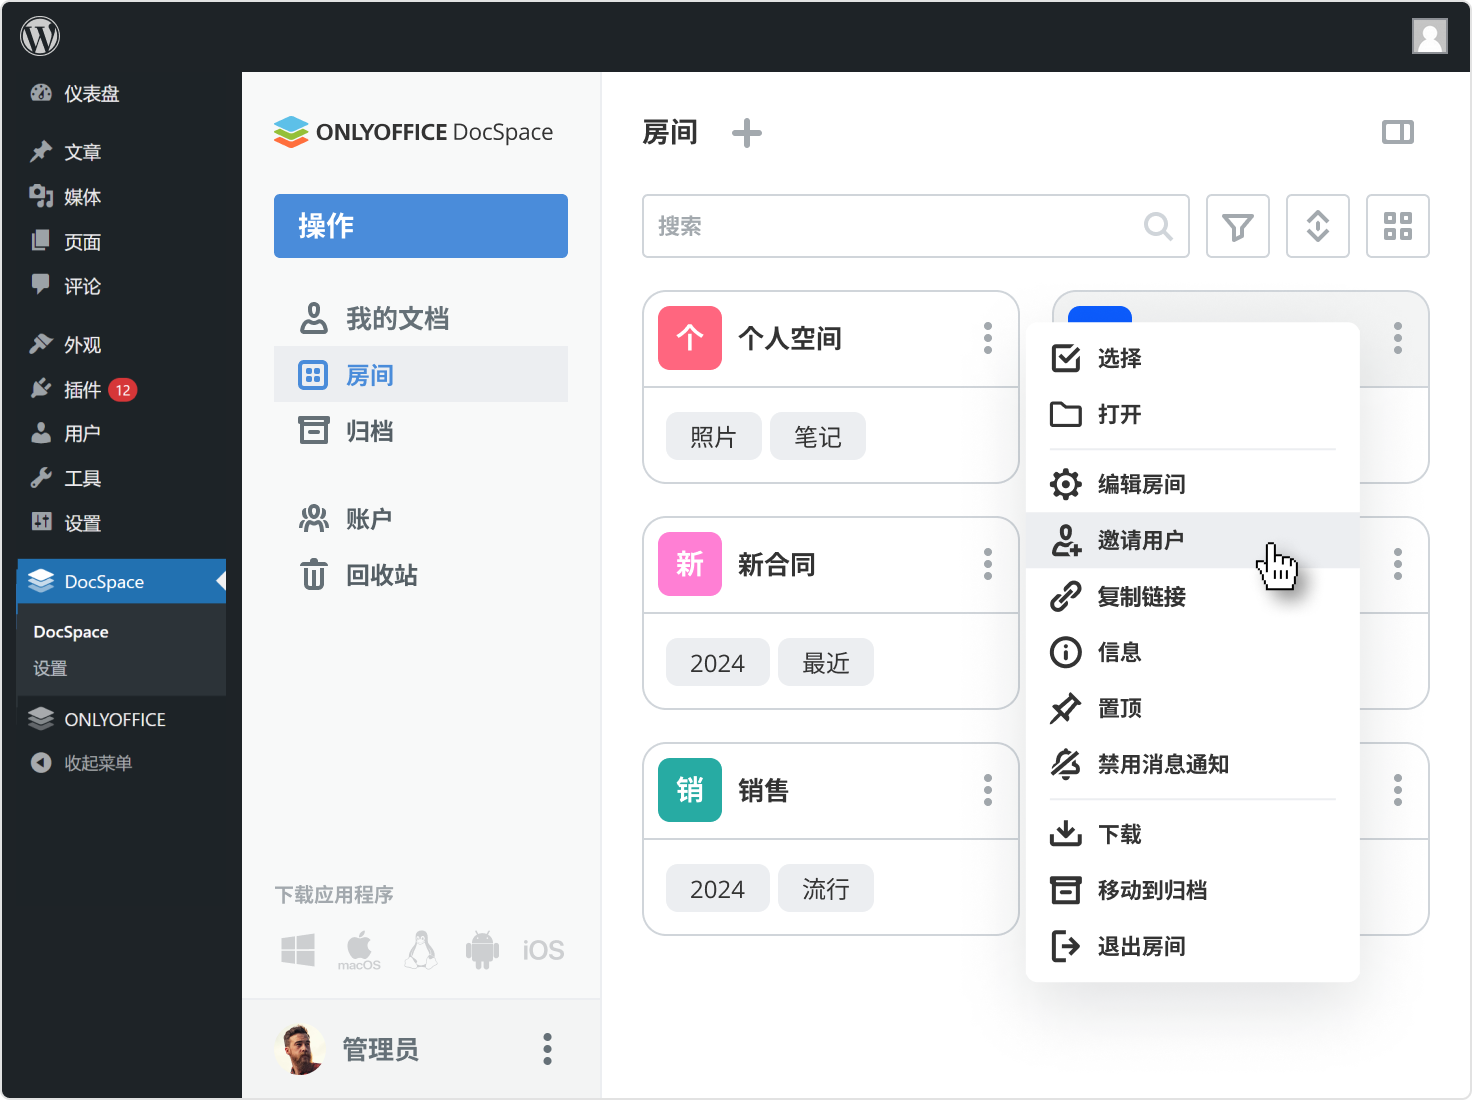 仪表盘
文章
媒体
页面
评论
外观
插件 12
用户
工具
设置
DocSpace
DocSpace
设置
ONLYOFFICE
收起菜单
ONLYOFFICE DocSpace
操作
我的文档
房间
归档
账户
回收站
下载应用程序
macOS
iOS
管理员
房间
搜索
个 个人空间
照片 笔记
新 新合同
2024 最近
销 销售
2024 流行
选择
打开
编辑房间
邀请用户
复制链接
信息
置顶
禁用消息通知
下载
移动到归档
退出房间